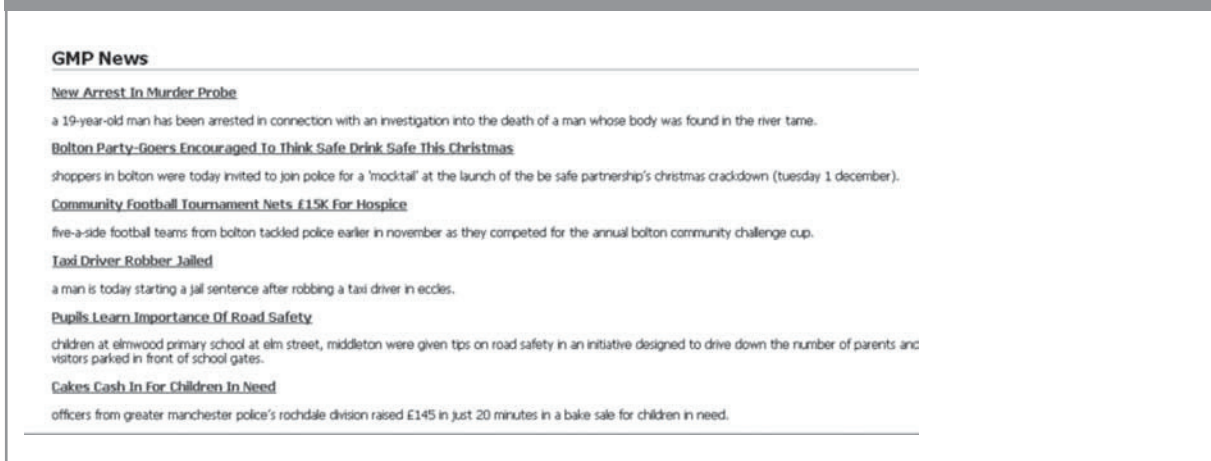 GMP News
New Arrest In Murder Probe
a 19-year-old man has been arrested in connection with an investigation into the death of a man whose body was found in the river tame.
Bolton Party-Goers Encouraged To Think Safe Drink Safe This Christmas
shoppers in bolton were today invited to join police for a 'mocktail' at the launch of the be safe partnership's christmas crackdown (tuesday 1 december).
Community Football Tournament Nets £15K For Hospice
five-a-side football teams from bolton tackled police earlier in november as they competed for the annual bolton community challenge cup.
Taxi Driver Robber Jailed
a man is today starting a jail sentence after robbing a taxi driver in eccles.
Pupils Learn Importance Of Road Safety
children at elmwood primary school at elm street, middleton were given tips on road safety in an initiative designed to drive down the number of parents and
visitors parked in front of school gates.
Cakes Cash In For Children In Need
officers from greater manchester police's rochdale division raised £145 in just 20 minutes in a bake sale for children in need.